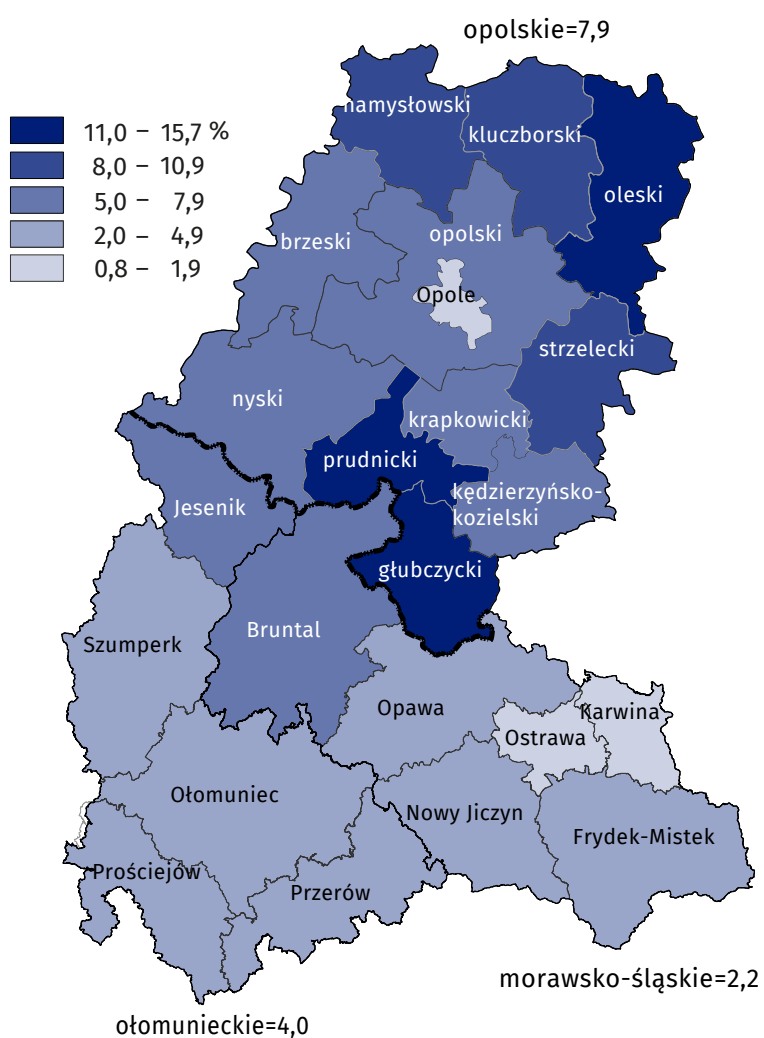 opolskie=7,9
11,0 – 15,7 %
8,0 – 10,9
5,0 – 7,9
2,0 – 4,9
0,8 – 1,9
namysłowski
kluczborski
oleski
brzeski
opolski
Opole
strzelecki
nyski
krapkowicki
prudnicki
kędzierzyńsko-
kozielski
Jesenik
głubczycki
Bruntal
Szumperk
Opawa
Karwina
Ostrawa
Ołomuniec
Nowy Jiczyn
Frydek-Mistek
Prościejów
Przerów
morawsko-śląskie=2,2
ołomunieckie=4,0